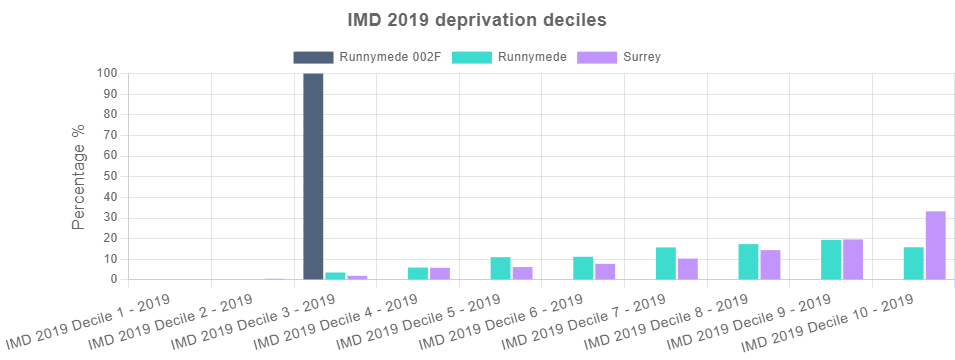 IMD 2019 deprivation deciles
Runnymede 002F Runnymede Surrey
Percentage %
100
90
80
70
60
50
40
30
20
10
0
IMD 2019 Decile 1 - 2019
IMD 2019 Decile 2 - 2019
IMD 2019 Decile 3 - 2019
IMD 2019 Decile 4 - 2019
IMD 2019 Decile 5 - 2019
IMD 2019 Decile 6 - 2019
IMD 2019 Decile 7 - 2019
IMD 2019 Decile 8 - 2019
IMD 2019 Decile 9 - 2019
IMD 2019 Decile 10 - 2019